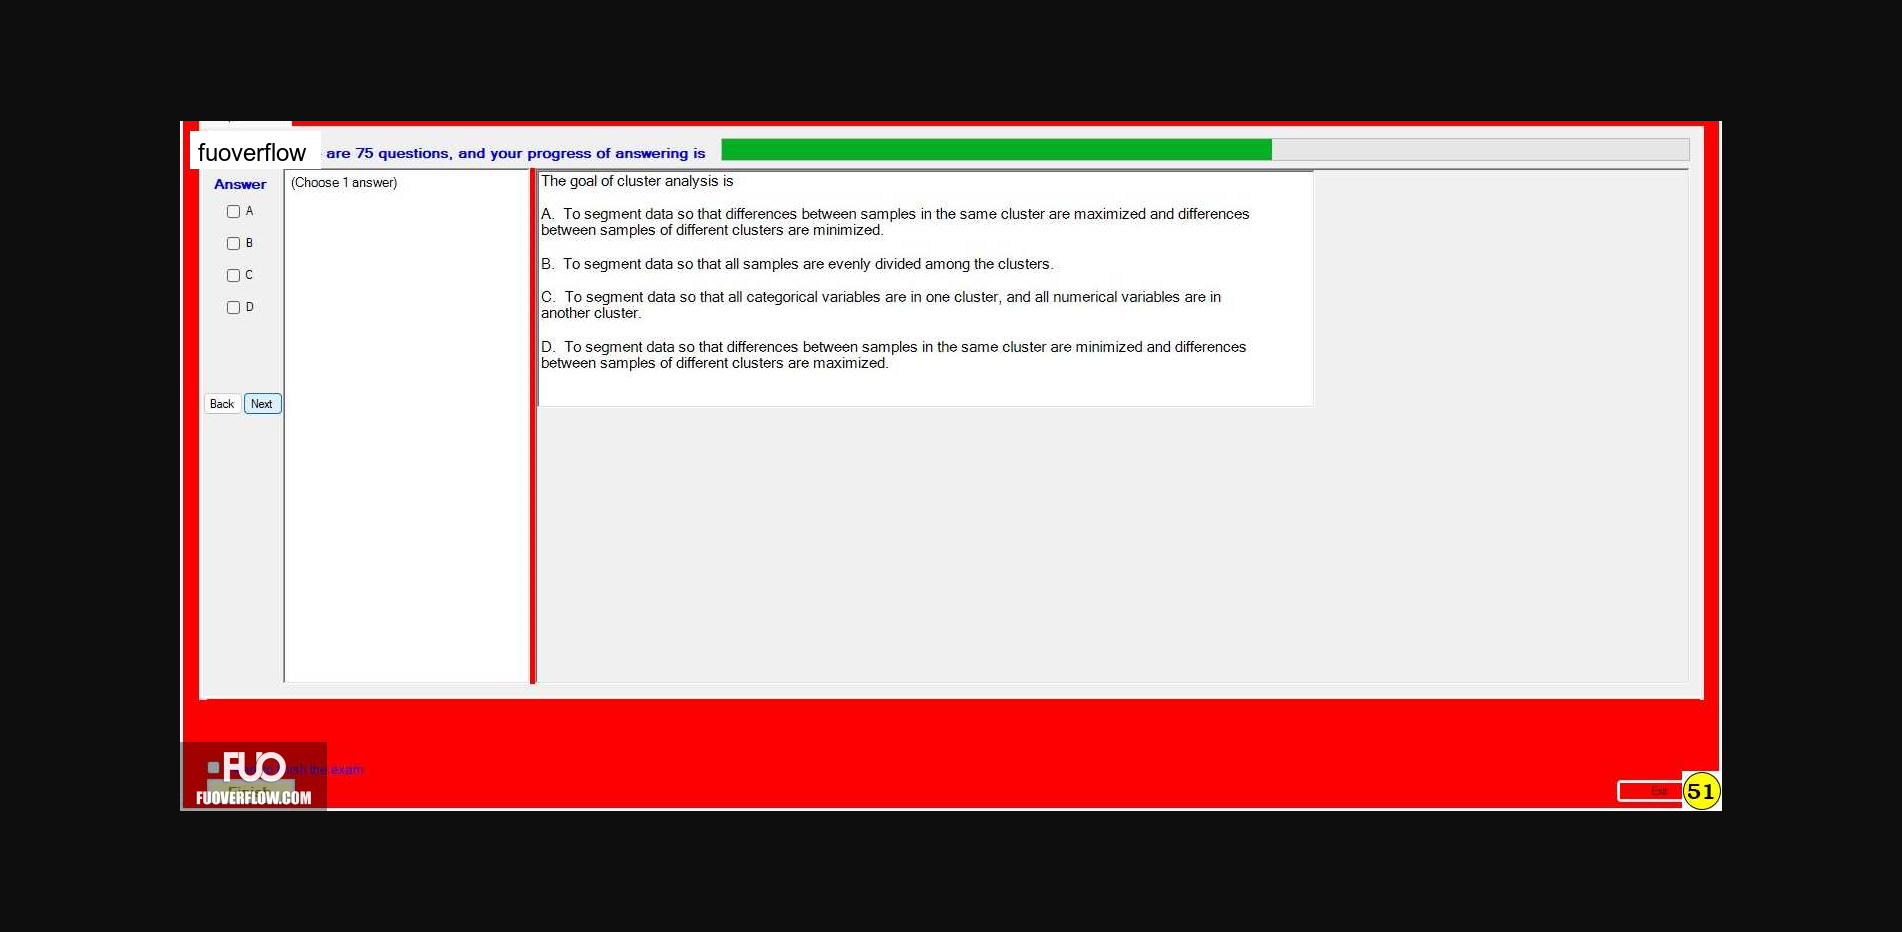 fuoverflow are 75 questions, and your progress of answering is
Answer
(Choose 1 answer)
A
B
C
D
Back Next
The goal of cluster analysis is
A. To segment data so that differences between samples in the same cluster are maximized and differences
between samples of different clusters are minimized.
B. To segment data so that all samples are evenly divided among the clusters.
C. To segment data so that all categorical variables are in one cluster, and all numerical variables are in
another cluster.
D. To segment data so that differences between samples in the same cluster are minimized and differences
between samples of different clusters are maximized.
FUO
the exam
Finish
FUOVERFLOW.COM
Exit
51